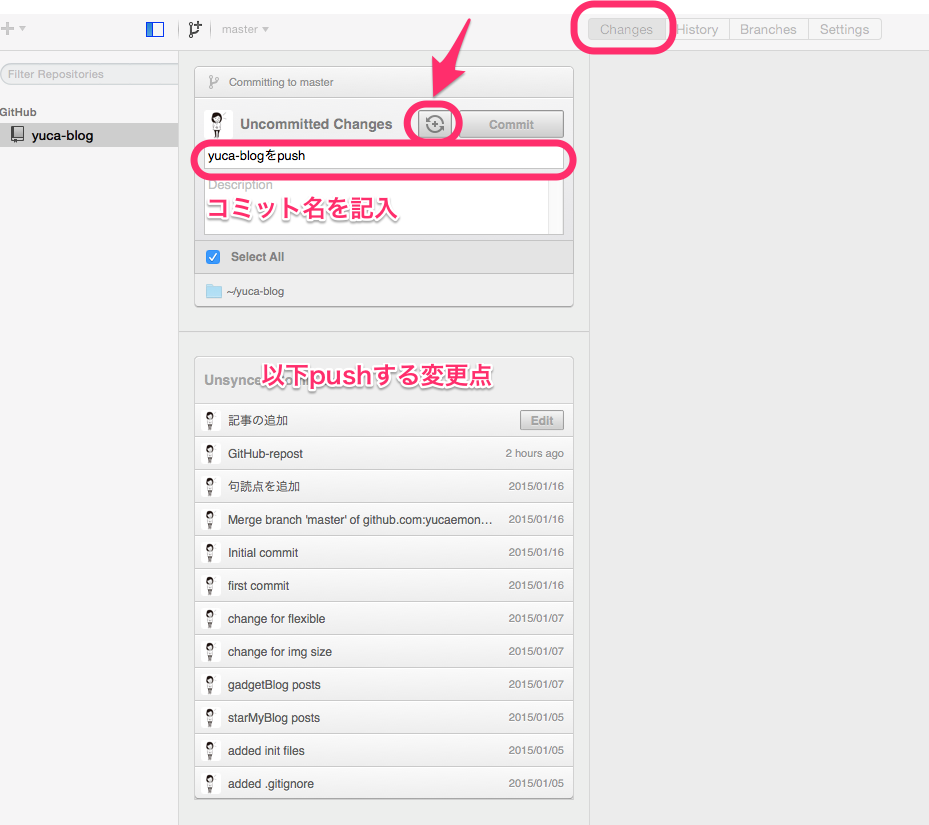 master
Changes
History
Branches
Settings
Filter Repositories
GitHub
yuca-blog
Committing to master
Uncommitted Changes
Commit
yuca-blogをpush
Description
コミット名を記入
Select All
~/yuca-blog
以下pushする変更点
記事の追加 Edit
GitHub-repost 2 hours ago
句読点を追加 2015/01/16
Merge branch 'master' of github.com:yucaemon... 2015/01/16
Initial commit 2015/01/16
first commit 2015/01/16
change for flexible 2015/01/07
change for img size 2015/01/07
gadgetBlog posts 2015/01/07
starMyBlog posts 2015/01/05
added init files 2015/01/05
added .gitignore 2015/01/05